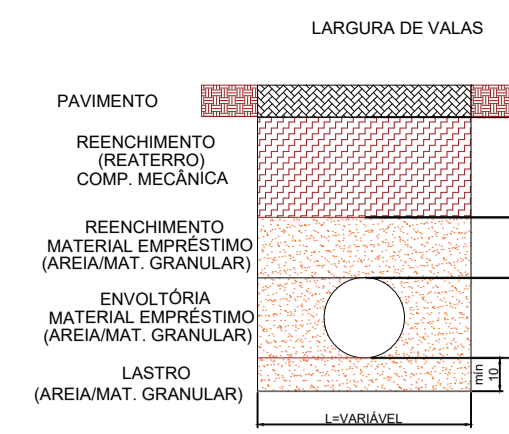 LARGURA DE VALAS
PAVIMENTO
REENCHIMENTO
(REATERRO)
COMP. MECÂNICA
REENCHIMENTO
MATERIAL EMPRÉSTIMO
(AREIA/MAT. GRANULAR)
ENVOLTÓRIA
MATERIAL EMPRÉSTIMO
(AREIA/MAT. GRANULAR)
LASTRO
(AREIA/MAT. GRANULAR)
mín
10
L=VARIÁVEL